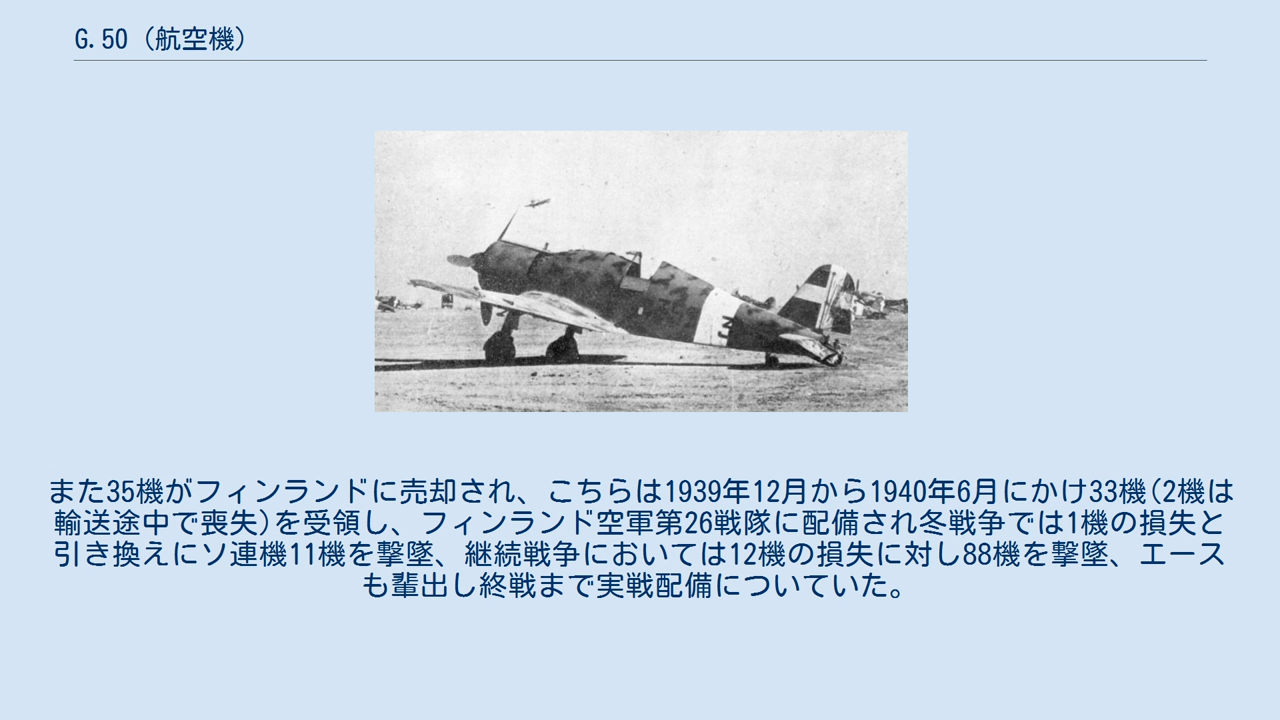 G.50 (航空機)
また35機がフィンランドに売却され、こちらは1939年12月から1940年6月にかけ33機(2機は
輸送途中で喪失)を受領し、フィンランド空軍第26戦隊に配備され冬戦争では1機の損失と
引き換えにソ連機11機を撃墜、継続戦争においては12機の損失に対し88機を撃墜、エース
も輩出し終戦まで実戦配備についていた。